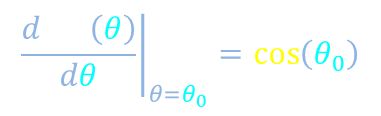 d (θ) / dθ |θ=θ₀ = cos(θ₀)